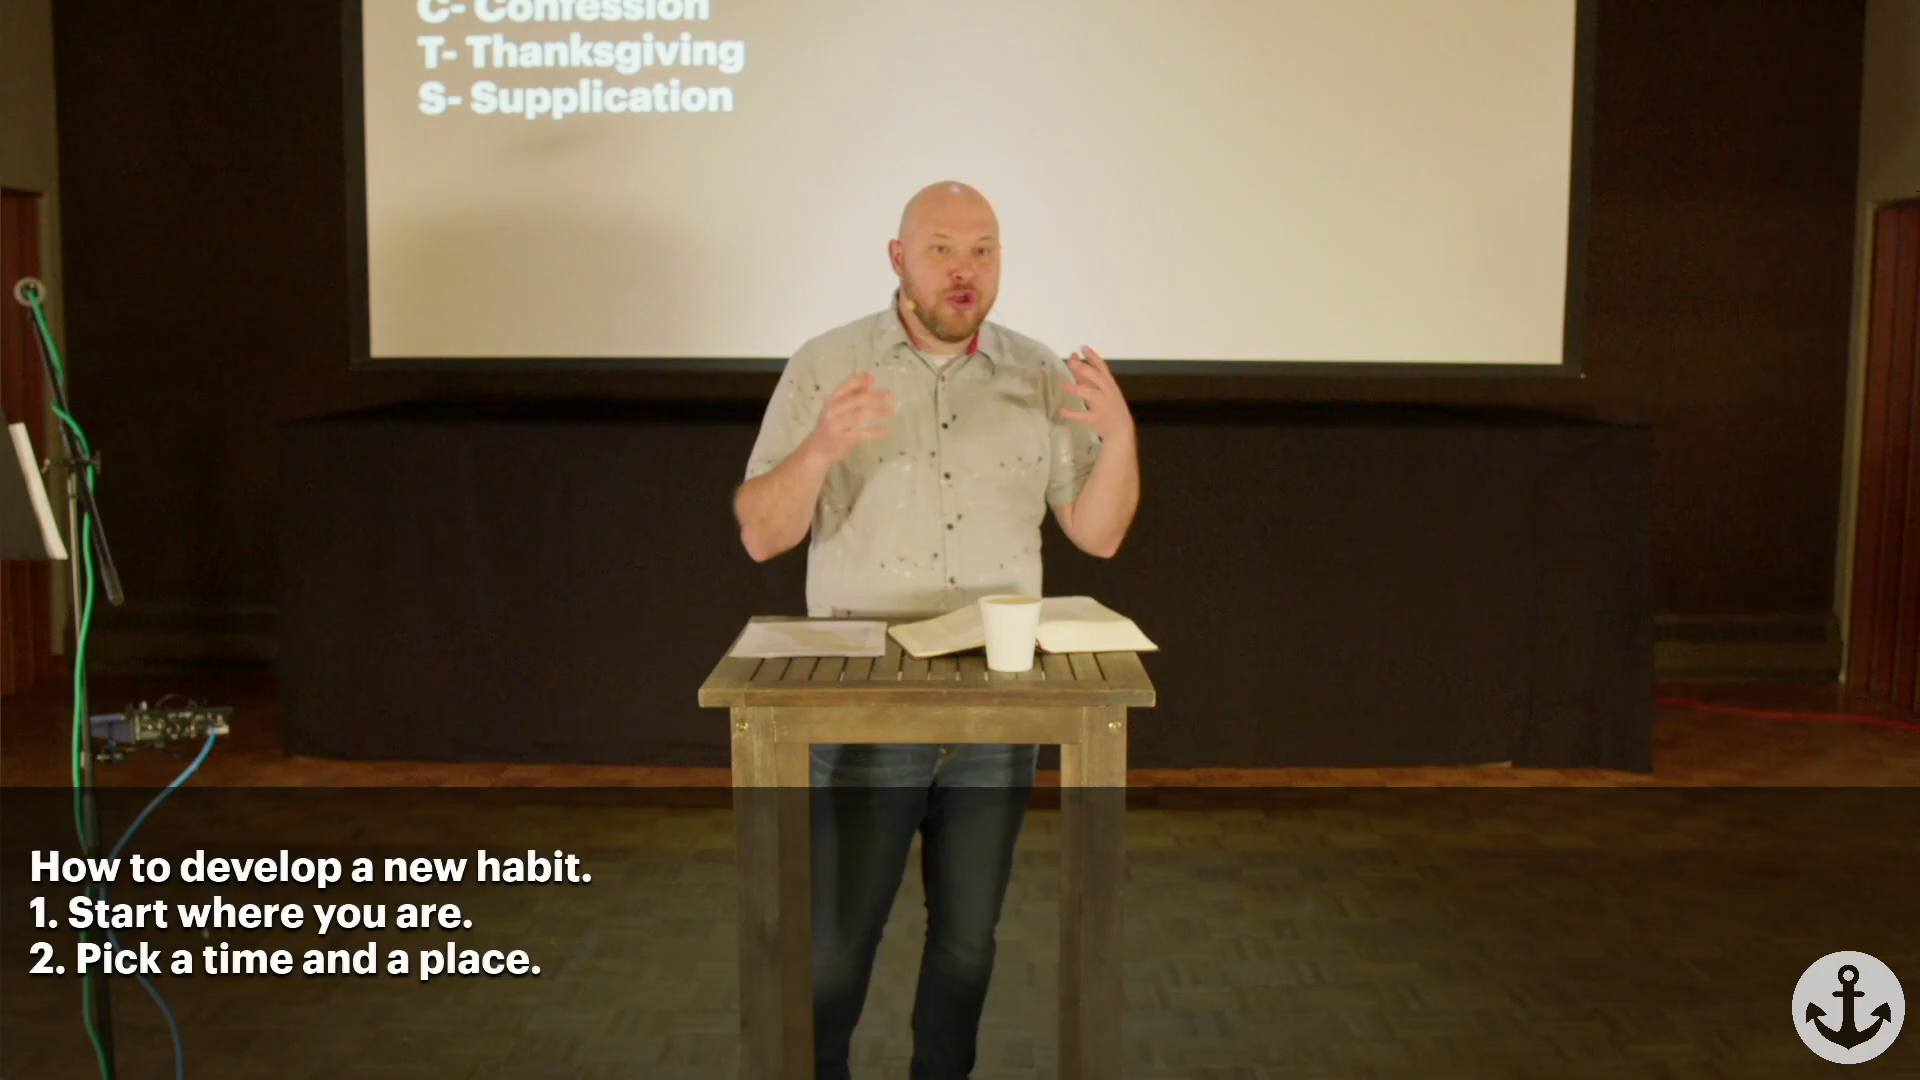 C- Confession
T- Thanksgiving
S- Supplication
How to develop a new habit.
1. Start where you are.
2. Pick a time and a place.